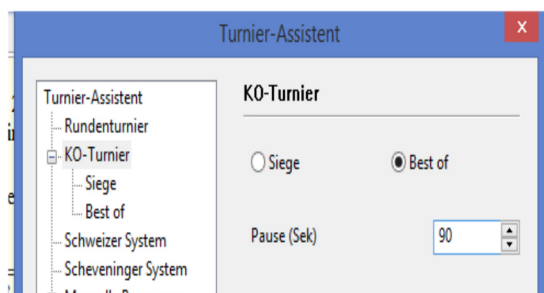 Turnier-Assistent
Turnier-Assistent
Rundenturnier
KO-Turnier
Siege
Best of
Schweizer System
Scheveninger System
KO-Turnier
Siege
Best of
Pause (Sek)
90